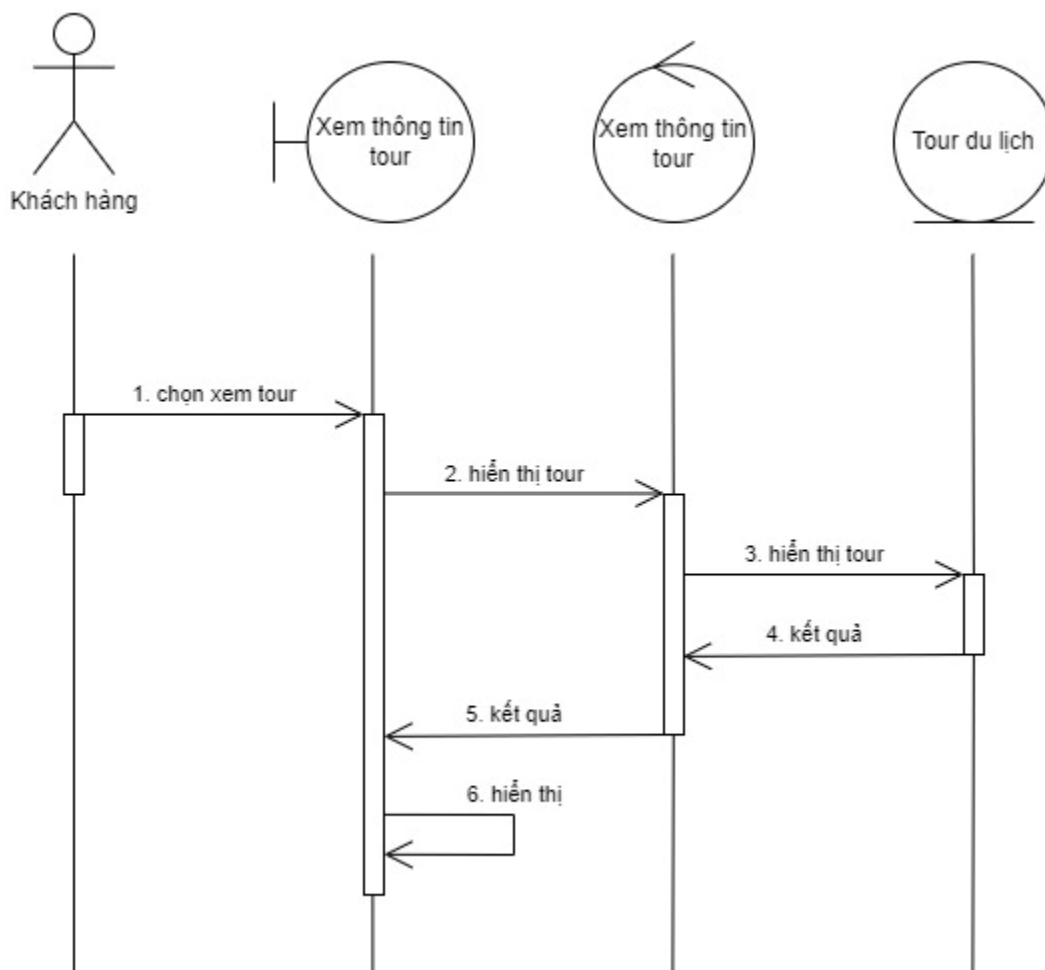 Khách hàng
Xem thông tin
tour
Xem thông tin
tour
Tour du lịch
1. chọn xem tour
2. hiển thị tour
3. hiển thị tour
4. kết quả
5. kết quả
6. hiển thị